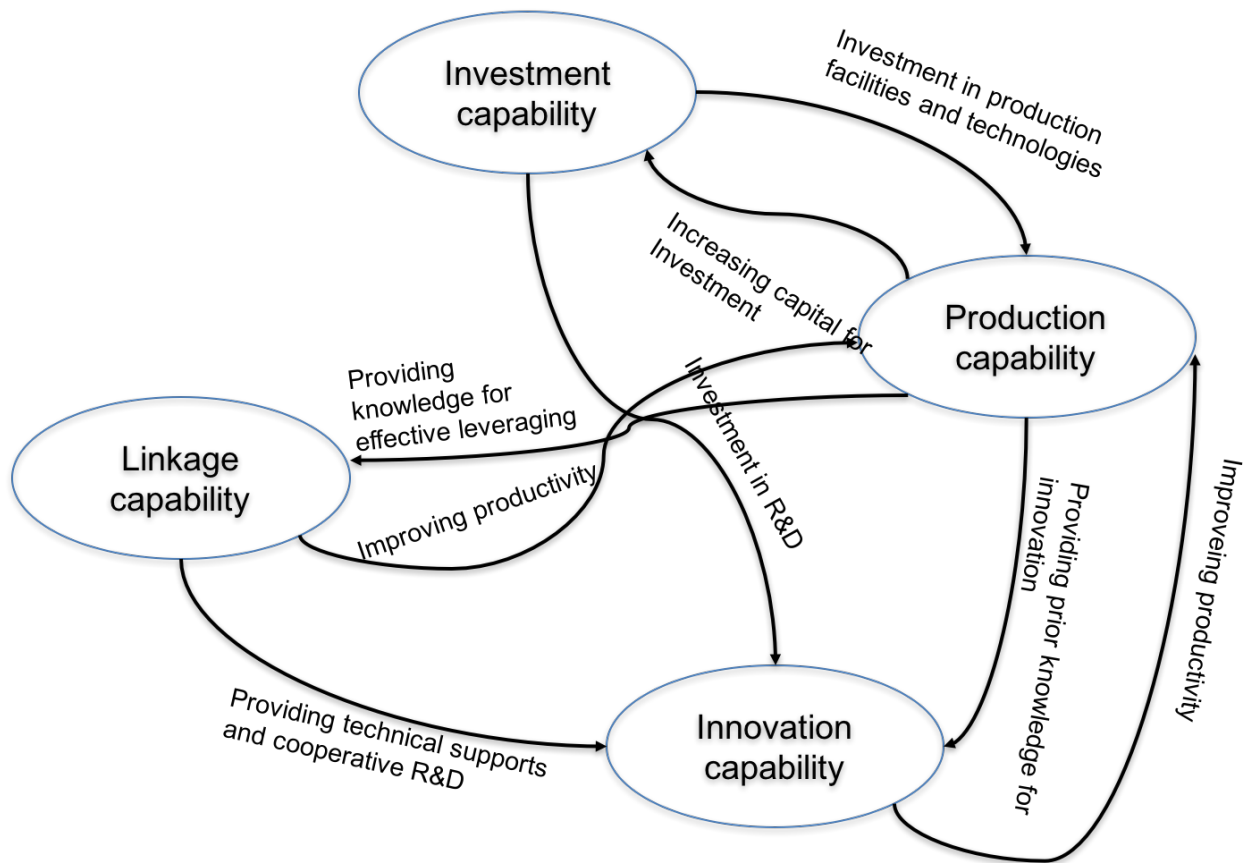 Investment
capability
Investment in production
facilities and technologies
Increasing capital for
Investment
Production
capability
Providing
knowledge for
effective leveraging
Investment in R&D
Linkage
capability
Improving productivity
Providing prior knowledge for
innovation
Improveing productivity
Providing technical supports
and cooperative R&D
Innovation
capability